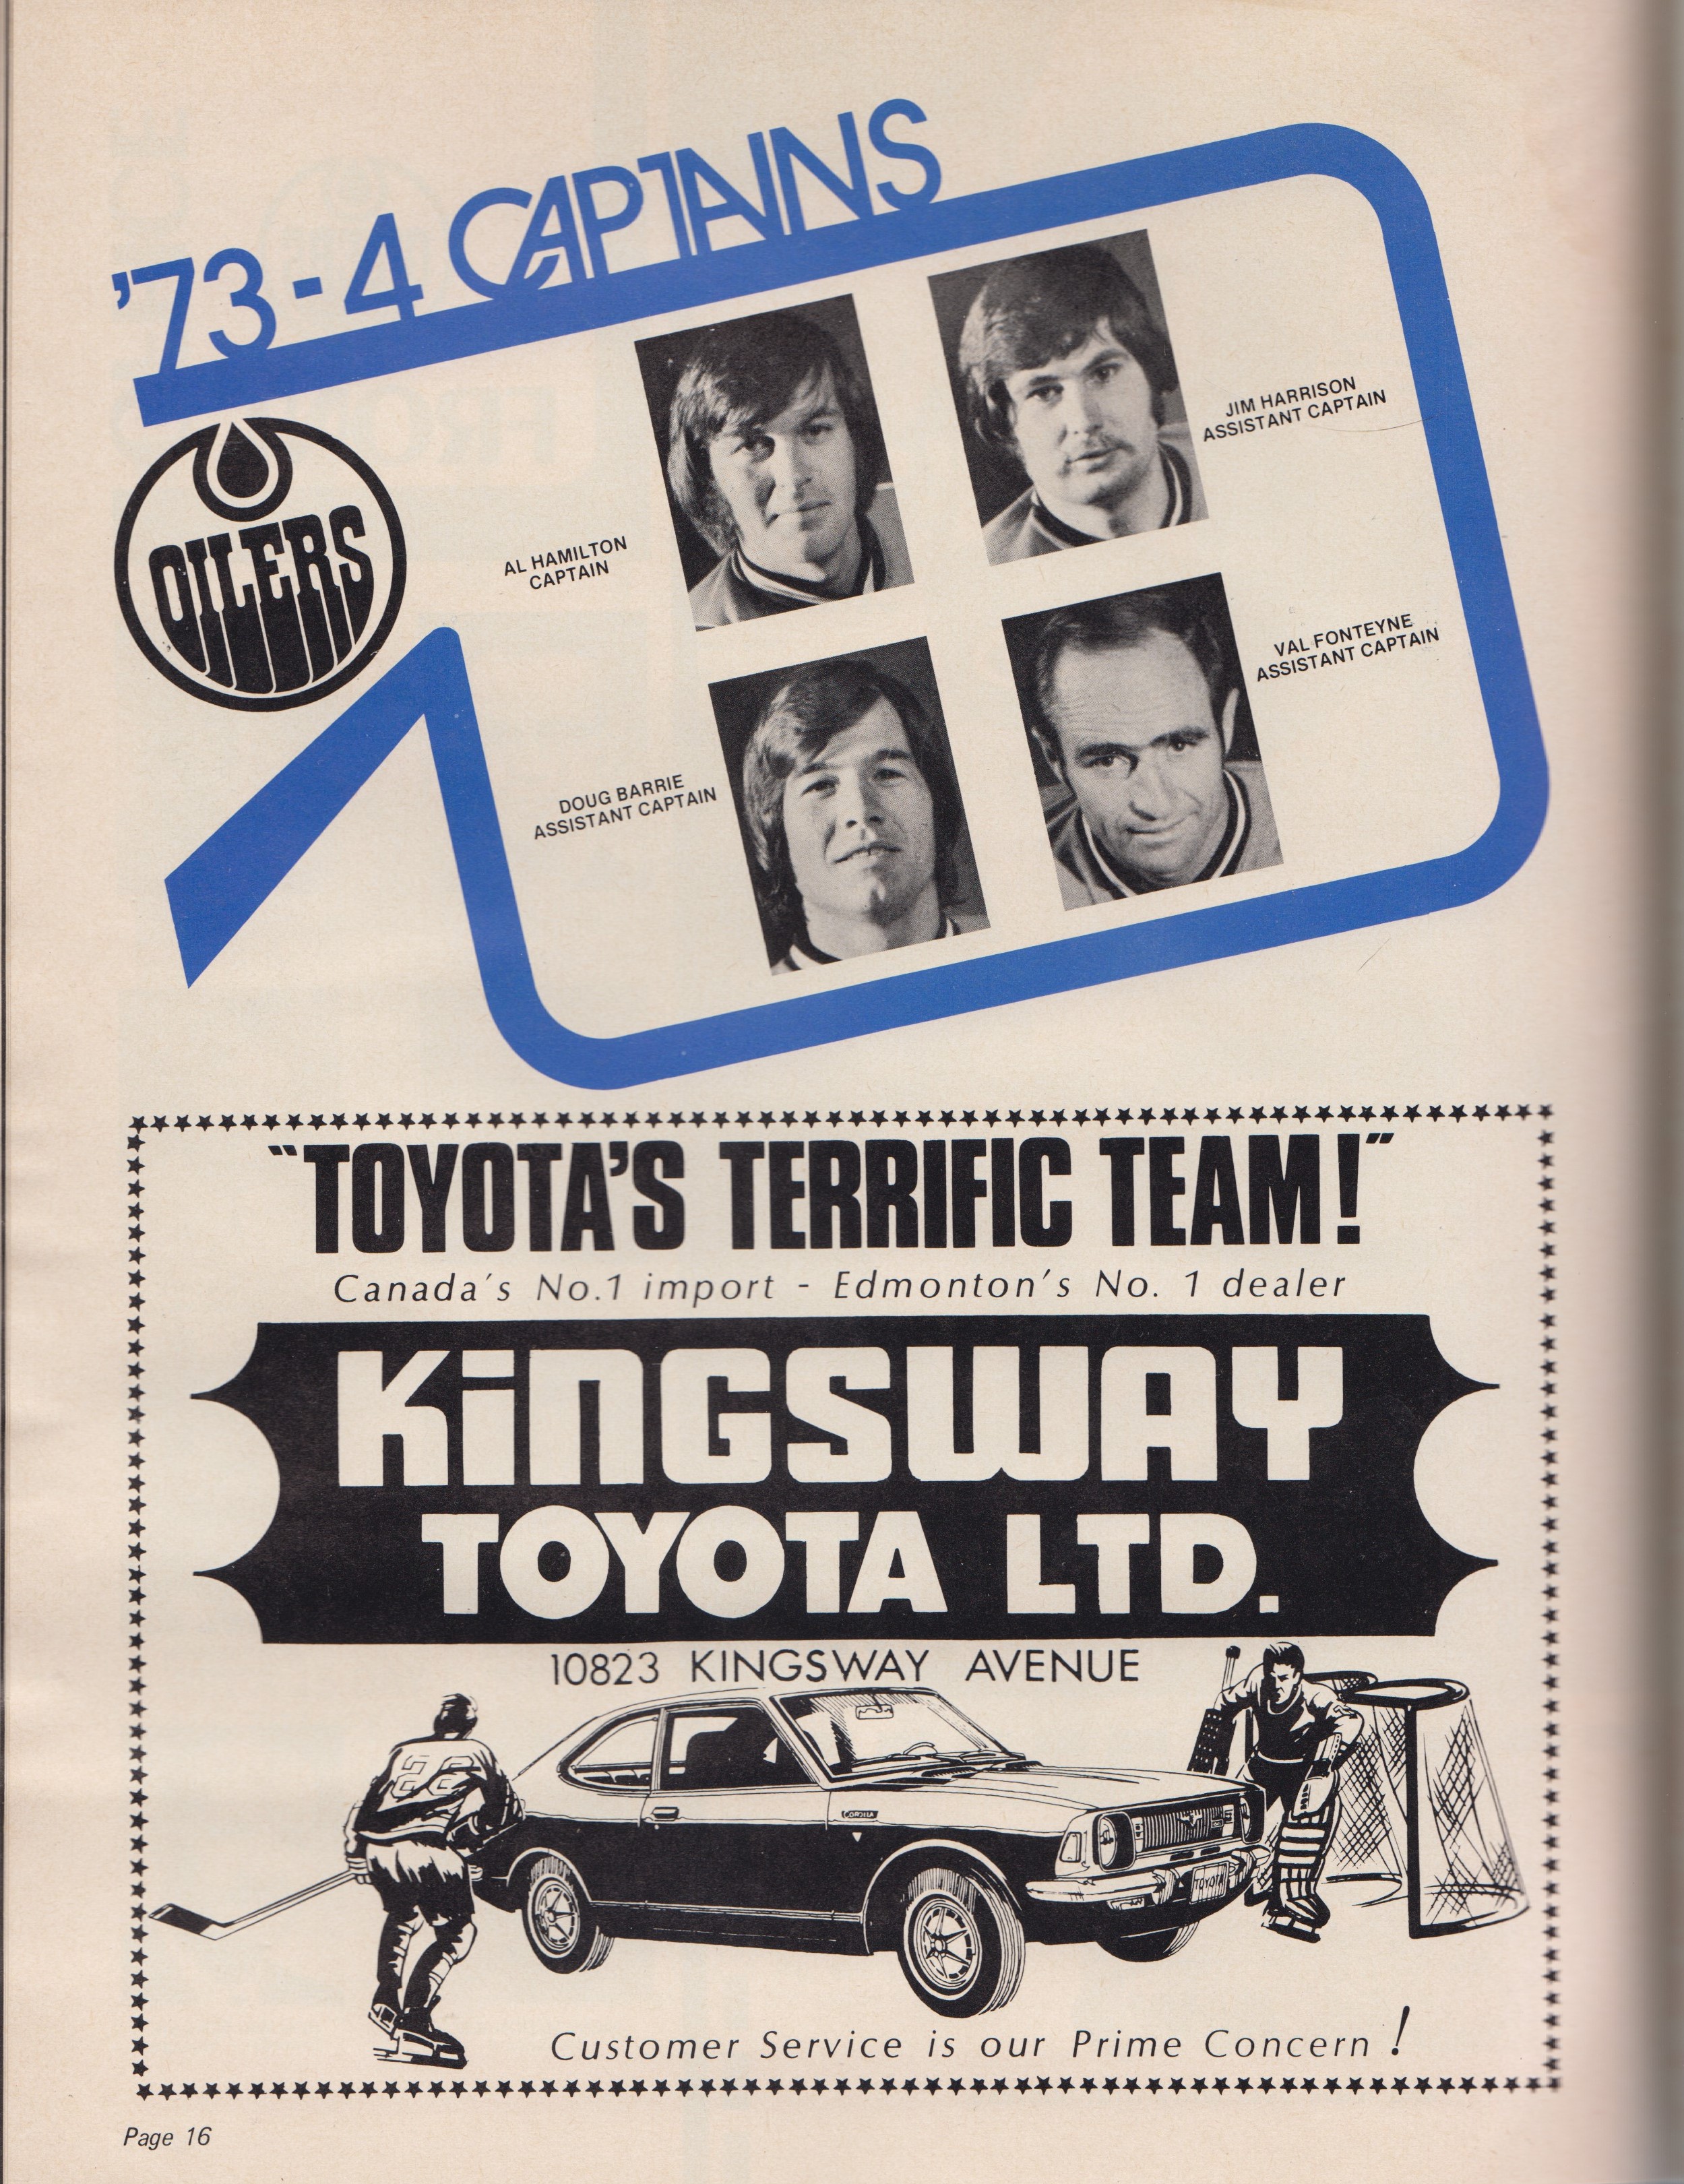 '73-4 CAPTAINS
OILERS
AL HAMILTON
CAPTAIN
JIM HARRISON
ASSISTANT CAPTAIN
DOUG BARRIE
ASSISTANT CAPTAIN
VAL FONTEYNE
ASSISTANT CAPTAIN
"TOYOTA'S TERRIFIC TEAM!"
Canada's No.1 import - Edmonton's No. 1 dealer
KiNGSWAY
TOYOTA LTD.
10823 KINGSWAY AVENUE
22
COROLLA
TOYOTA
Customer Service is our Prime Concern!
Page 16